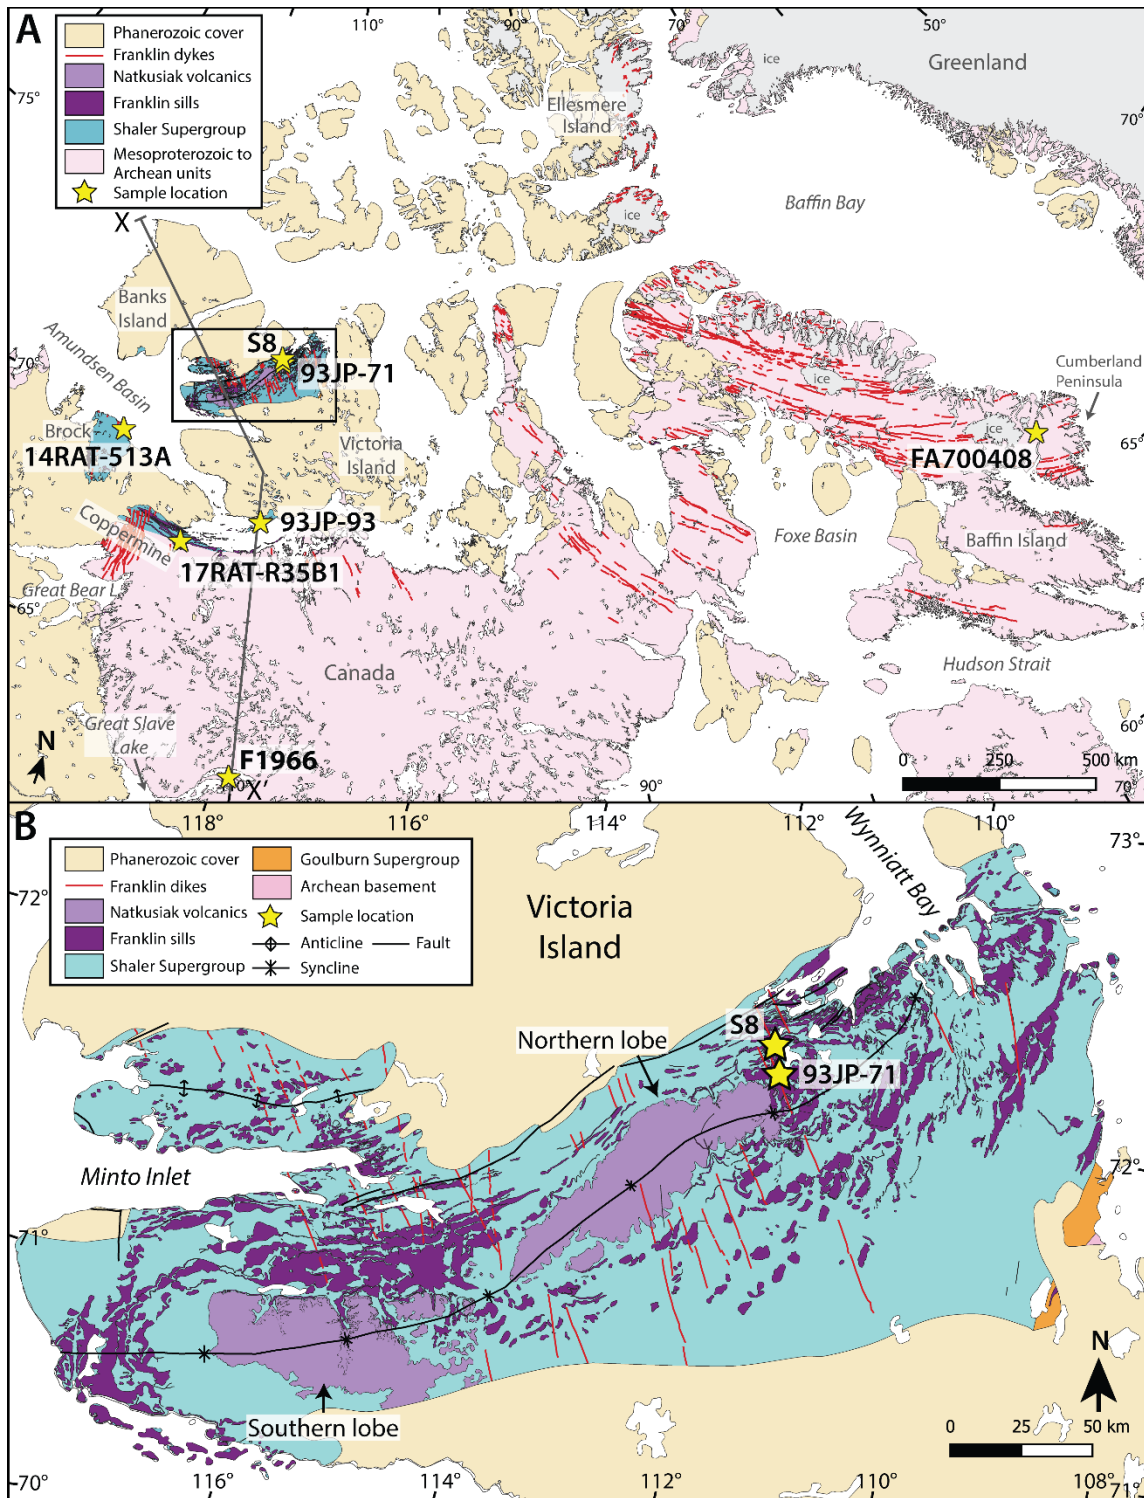 A
110°
90°
70°
50°
Phanerozoic cover
Franklin dykes
Natkusiak volcanics
Franklin sills
Shaler Supergroup
Mesoproterozoic to
Archean units
Sample location
75°
ice
Greenland
Ellesmere
Island
70°
ice
Baffin Bay
X
Banks
Island
Amundsen Basin
S8
93JP-71
70°
Cumberland
Peninsula
ice
ice
Brock
14RAT-513A
Victoria
Island
65°
FA700408
93JP-93
Coppermine
17RAT-R35B1
Foxe Basin
Baffin Island
Great Bear L.
65°
Canada
Hudson Strait
Great Slave
Lake
60°
N
F1966
X
0
250
500 km
90°
70°
B
118°
116°
114°
112°
110°
73°
Phanerozoic cover
Franklin dikes
Natkusiak volcanics
Franklin sills
Shaler Supergroup
Goulburn Supergroup
Archean basement
Sample location
Anticline
Fault
Syncline
72°
Victoria
Island
Wynniatt Bay
S8
Northern lobe
93JP-71
Minto Inlet
72°
71°
N
0
25
50 km
Southern lobe
70°
116°
114°
112°
110°
108°
71°